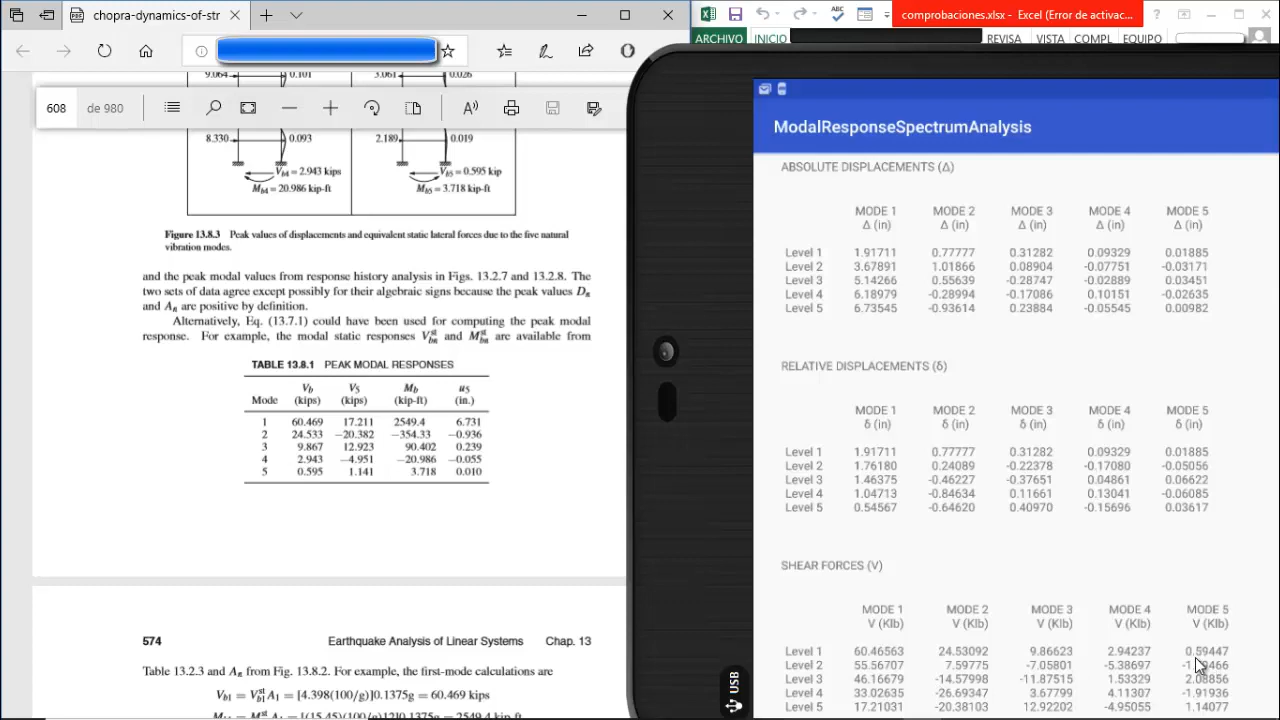 chopra-dynamics-of-str
comprobaciones.xlsx - Excel (Error de activac...
ARCHIVO INICIO REVISA VISTA COMPL EQUIPO
608 de 980
9.064 0.101 3.061 0.026
8.330 0.093 2.189 0.019
Vb4 = 2.943 kips Vb5 = 0.595 kip
Mb4 = 20.986 kip-ft Mb5 = 3.718 kip-ft
Figure 13.8.3 Peak values of displacements and equivalent static lateral forces due to the five natural
vibration modes.
and the peak modal values from response history analysis in Figs. 13.2.7 and 13.2.8. The
two sets of data agree except possibly for their algebraic signs because the peak values Dn
and An are positive by definition.
Alternatively, Eq. (13.7.1) could have been used for computing the peak modal
response. For example, the modal static responses V^st_bn and M^st_bn are available from
TABLE 13.8.1 PEAK MODAL RESPONSES
Vb V5 Mb u5
Mode (kips) (kips) (kip-ft) (in.)
1 60.469 17.211 2549.4 6.731
2 24.533 −20.382 −354.33 −0.936
3 9.867 12.923 90.402 0.239
4 2.943 −4.951 −20.986 −0.055
5 0.595 1.141 3.718 0.010
574 Earthquake Analysis of Linear Systems Chap. 13
Table 13.2.3 and An from Fig. 13.8.2. For example, the first-mode calculations are
Vb1 = V^st_b1 A1 = [4.398(100/g)]0.1375g = 60.469 kips
ModalResponseSpectrumAnalysis
ABSOLUTE DISPLACEMENTS (Δ)
MODE 1 MODE 2 MODE 3 MODE 4 MODE 5
Δ (in) Δ (in) Δ (in) Δ (in) Δ (in)
Level 1 1.91711 0.77777 0.31282 0.09329 0.01885
Level 2 3.67891 1.01866 0.08904 -0.07751 -0.03171
Level 3 5.14266 0.55639 -0.28747 -0.02889 0.03451
Level 4 6.18979 -0.28994 -0.17086 0.10151 -0.02635
Level 5 6.73545 -0.93614 0.23884 -0.05545 0.00982
RELATIVE DISPLACEMENTS (δ)
MODE 1 MODE 2 MODE 3 MODE 4 MODE 5
δ (in) δ (in) δ (in) δ (in) δ (in)
Level 1 1.91711 0.77777 0.31282 0.09329 0.01885
Level 2 1.76180 0.24089 -0.22378 -0.17080 -0.05056
Level 3 1.46375 -0.46227 -0.37651 0.04861 0.06622
Level 4 1.04713 -0.84634 0.11661 0.13041 -0.06085
Level 5 0.54567 -0.64620 0.40970 -0.15696 0.03617
SHEAR FORCES (V)
MODE 1 MODE 2 MODE 3 MODE 4 MODE 5
V (Klb) V (Klb) V (Klb) V (Klb) V (Klb)
Level 1 60.46563 24.53092 9.86623 2.94237 0.59447
Level 2 55.56707 7.59775 -7.05801 -5.38697
Level 3 46.16679 -14.57998 -11.87515 1.53329
Level 4 33.02635 -26.69347 3.67799 4.11307 -1.91936
Level 5 17.21031 -20.38103 12.92202 -4.95055 1.14077
USB